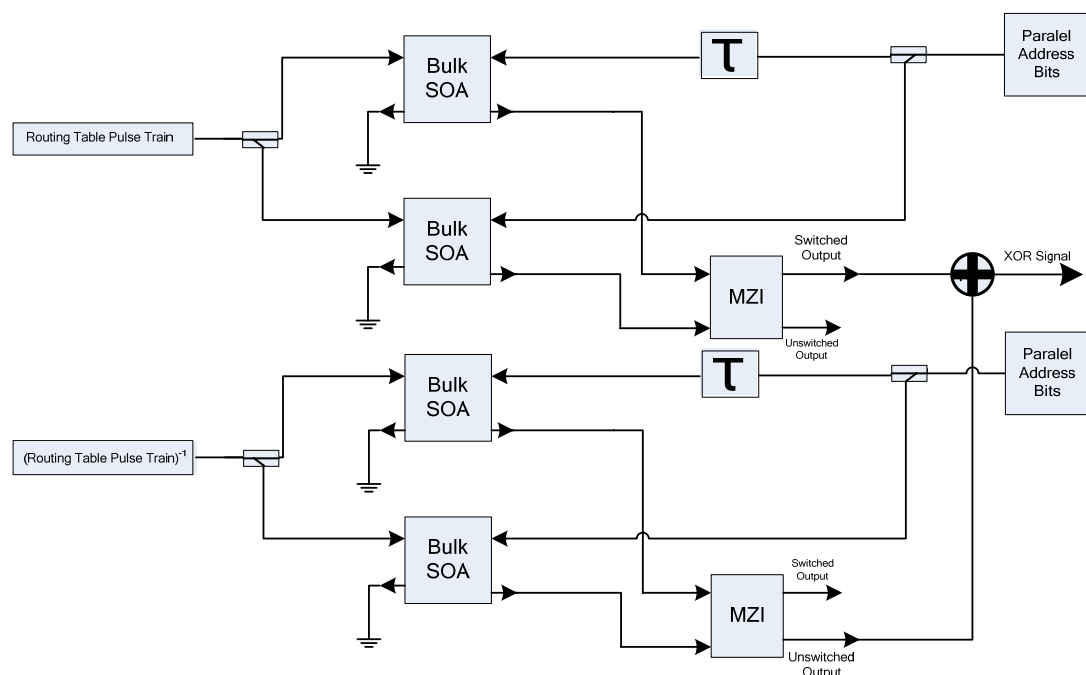 Paralel
Address
Bits
Bulk
SOA
τ
Routing Table Pulse Train
Bulk
SOA
Switched
Output
XOR Signal
MZI
Unswitched
Output
Paralel
Address
Bits
Bulk
SOA
τ
(Routing Table Pulse Train)⁻¹
Bulk
SOA
Switched
Output
MZI
Unswitched
Output